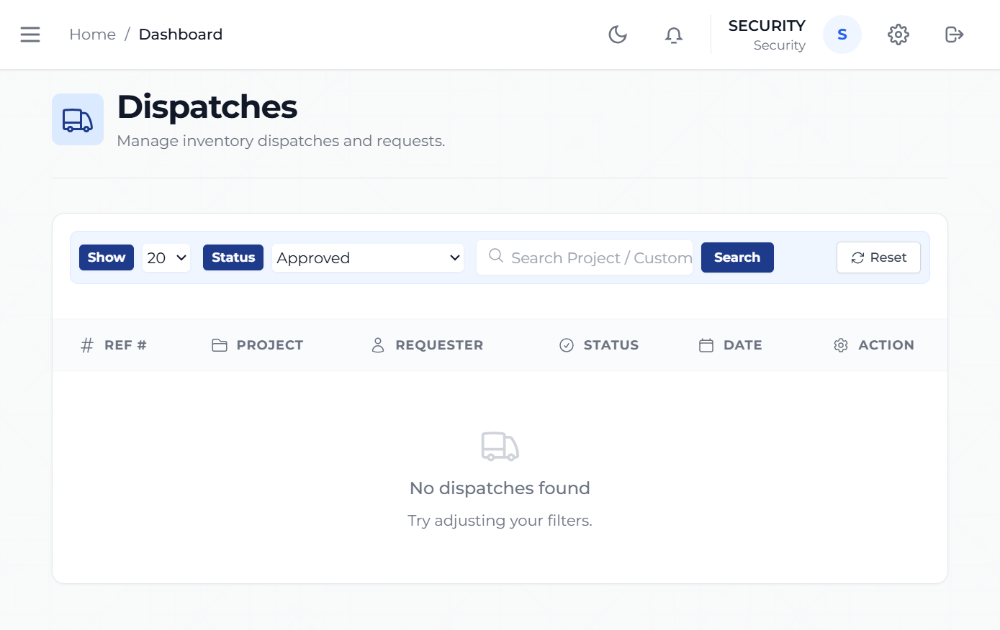 Home / Dashboard
SECURITY
Security
S
Dispatches
Manage inventory dispatches and requests.
Show 20 Status Approved Search Project / Custom Search Reset
REF # PROJECT REQUESTER STATUS DATE ACTION
No dispatches found
Try adjusting your filters.